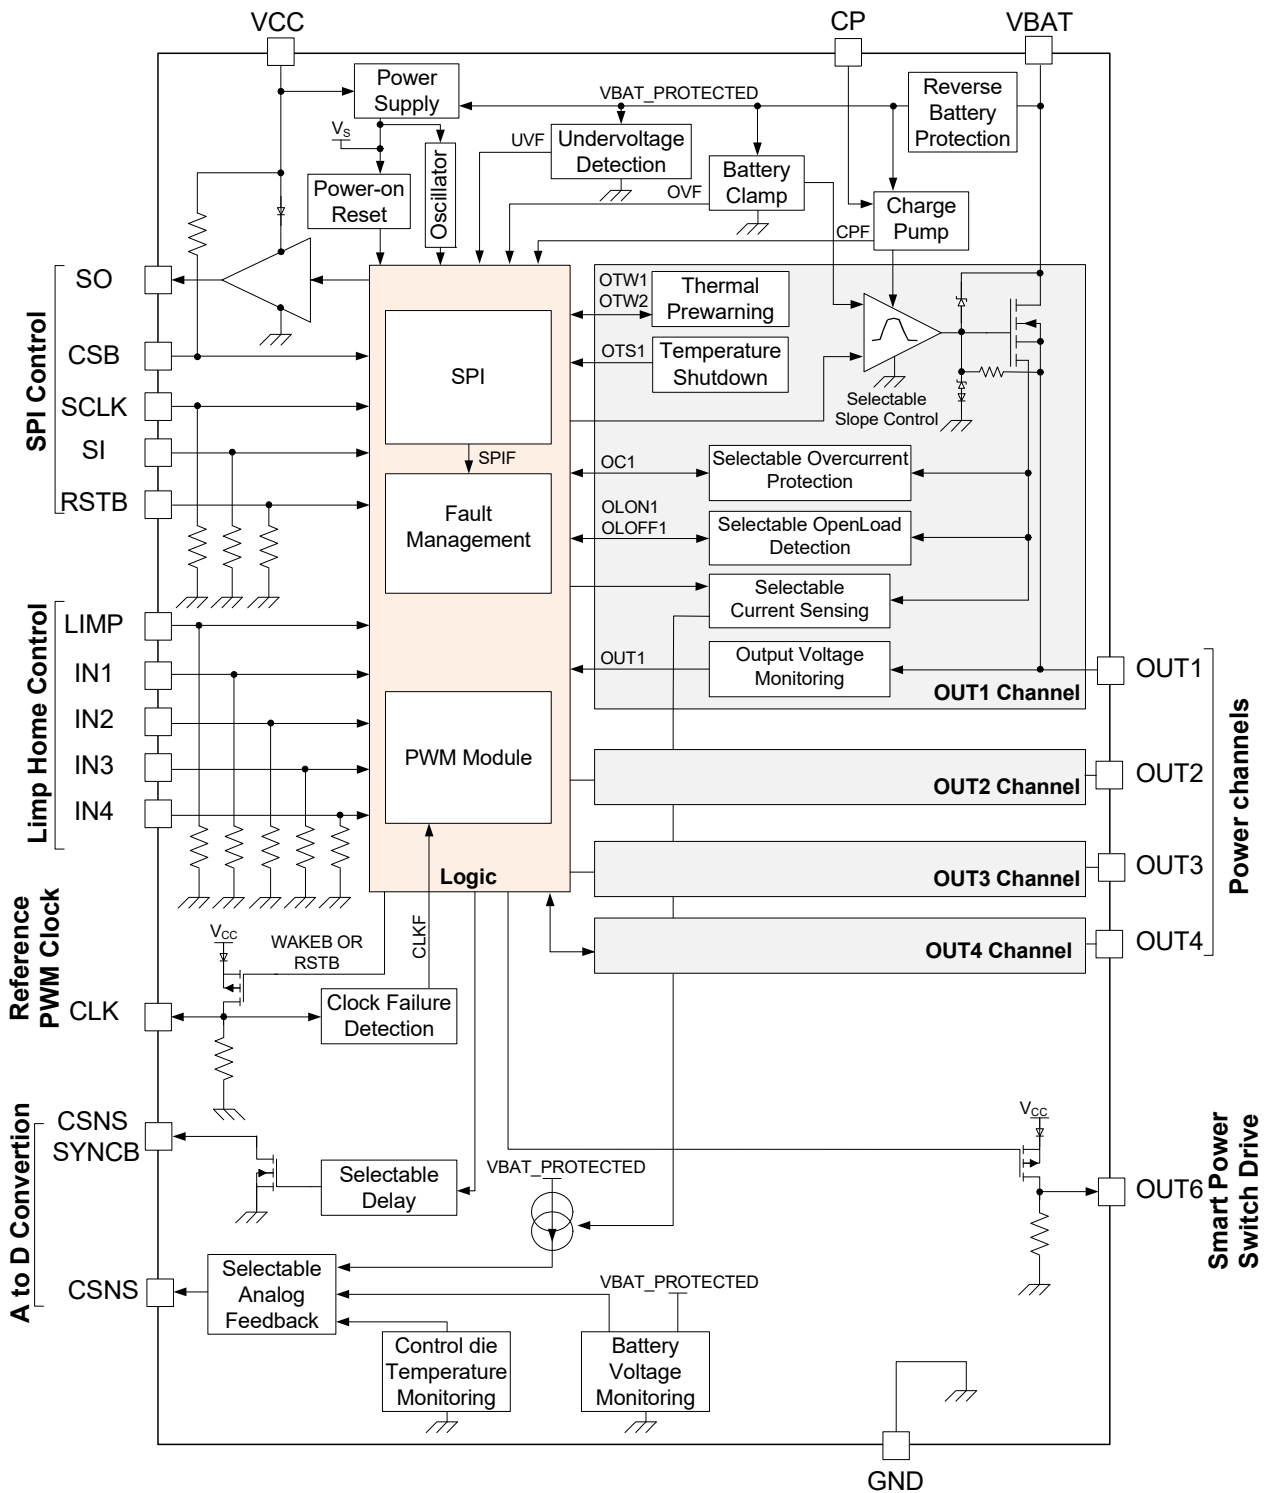 VCC
CP
VBAT
Power
Supply
VBAT_PROTECTED
Reverse
Battery
Protection
VS
UVF
Undervoltage
Detection
Oscillator
Battery
Clamp
Power-on
Reset
OVF
Charge
Pump
CPF
SPI Control
SO
CSB
SCLK
SI
RSTB
SPI
SPIF
Fault
Management
PWM Module
Logic
OTW1
OTW2
Thermal
Prewarning
OTS1
Temperature
Shutdown
Selectable
Slope Control
OC1
Selectable Overcurrent
Protection
OLON1
OLOFF1
Selectable OpenLoad
Detection
Selectable
Current Sensing
OUT1
Output Voltage
Monitoring
OUT1 Channel
OUT2 Channel
OUT3 Channel
OUT4 Channel
Power channels
OUT1
OUT2
OUT3
OUT4
Limp Home Control
LIMP
IN1
IN2
IN3
IN4
Reference
PWM Clock
CLK
VCC
WAKEB OR
RSTB
CLKF
Clock Failure
Detection
A to D Convertion
CSNS
SYNCB
CSNS
Selectable
Delay
VBAT_PROTECTED
Selectable
Analog
Feedback
VBAT_PROTECTED
Control die
Temperature
Monitoring
Battery
Voltage
Monitoring
VCC
OUT6
Smart Power
Switch Drive
GND